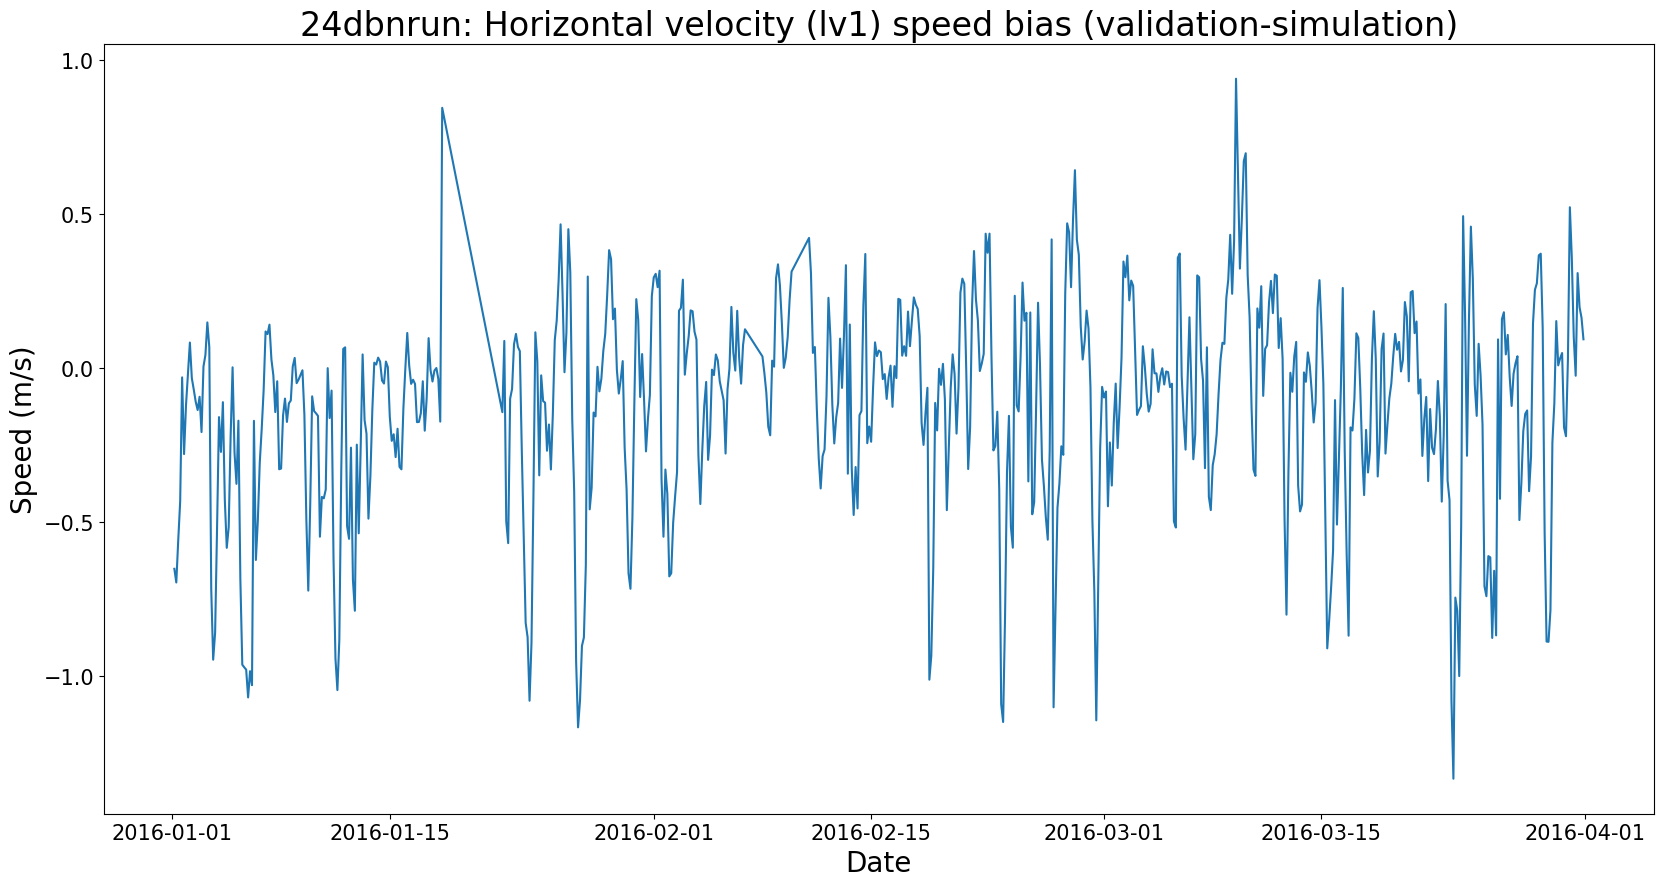 24dbnrun: Horizontal velocity (lv1) speed bias (validation-simulation)
1.0
0.5
0.0
−0.5
−1.0
Speed (m/s)
2016-01-01 2016-01-15 2016-02-01 2016-02-15 2016-03-01 2016-03-15 2016-04-01
Date